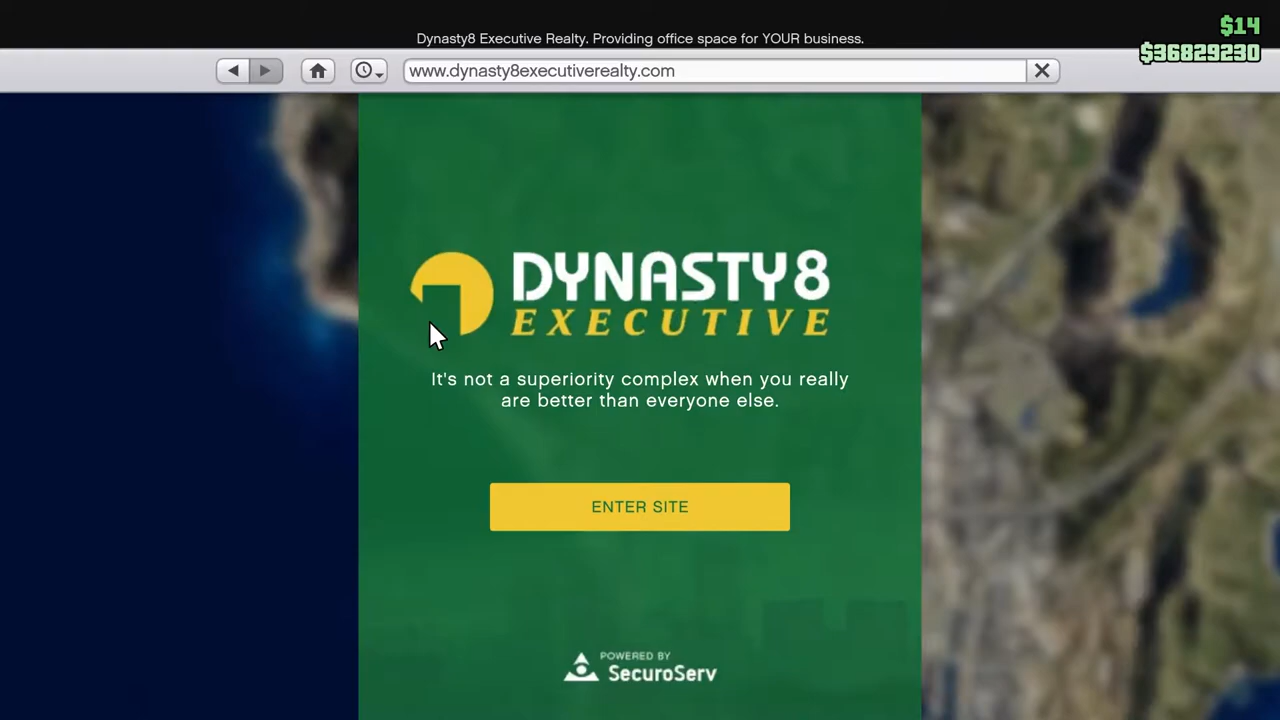 $14
Dynasty8 Executive Realty. Providing office space for YOUR business.
$36829230
www.dynasty8executiverealty.com
DYNASTY8
EXECUTIVE
It's not a superiority complex when you really
are better than everyone else.
ENTER SITE
POWERED BY
SecuroServ